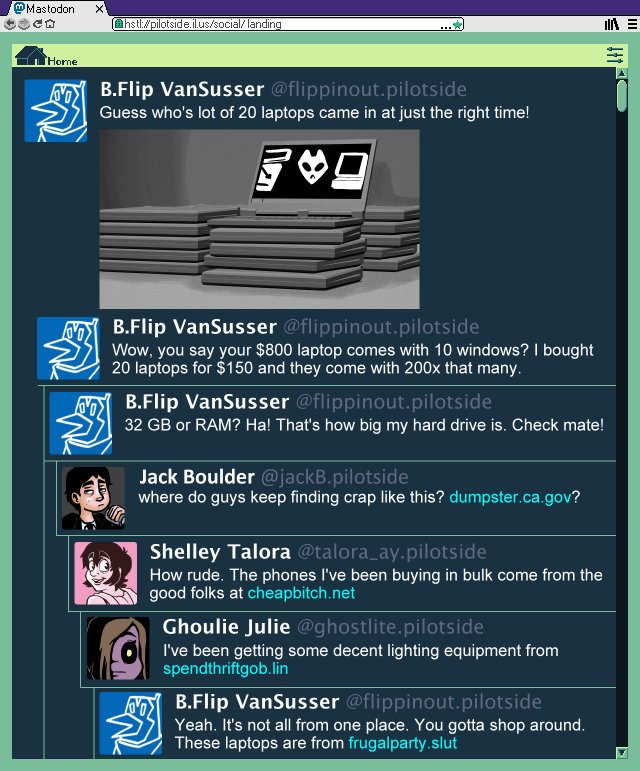 Mastodon
hstl://pilotside.il.us/social/landing
Home
B.Flip VanSusser @flippinout.pilotside
Guess who's lot of 20 laptops came in at just the right time!
B.Flip VanSusser @flippinout.pilotside
Wow, you say your $800 laptop comes with 10 windows? I bought
20 laptops for $150 and they come with 200x that many.
B.Flip VanSusser @flippinout.pilotside
32 GB or RAM? Ha! That's how big my hard drive is. Check mate!
Jack Boulder @jackB.pilotside
where do guys keep finding crap like this? dumpster.ca.gov?
Shelley Talora @talora_ay.pilotside
How rude. The phones I've been buying in bulk come from the
good folks at cheapbitch.net
Ghoulie Julie @ghostlite.pilotside
I've been getting some decent lighting equipment from
spendthriftgob.lin
B.Flip VanSusser @flippinout.pilotside
Yeah. It's not all from one place. You gotta shop around.
These laptops are from frugalparty.slut